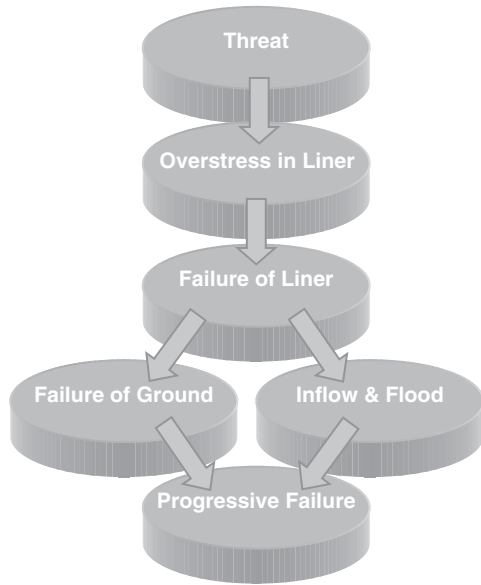 Threat
Overstress in Liner
Failure of Liner
Failure of Ground
Inflow & Flood
Progressive Failure